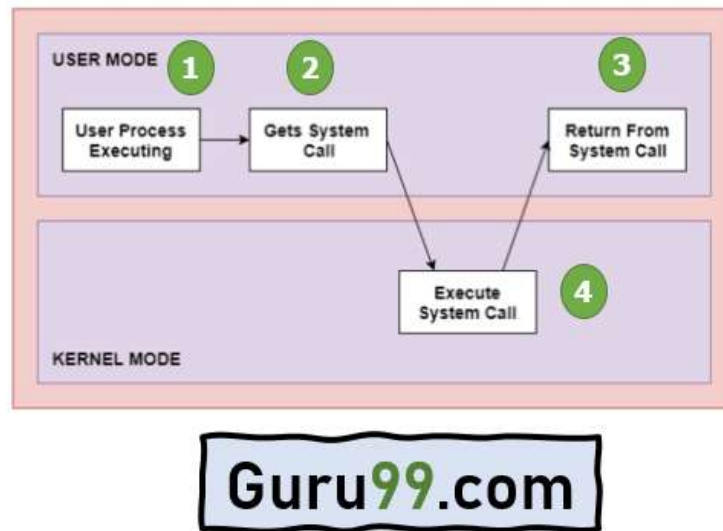 USER MODE
1
2
3
User Process
Executing
Gets System
Call
Return From
System Call
Execute
System Call
4
KERNEL MODE
Guru99.com